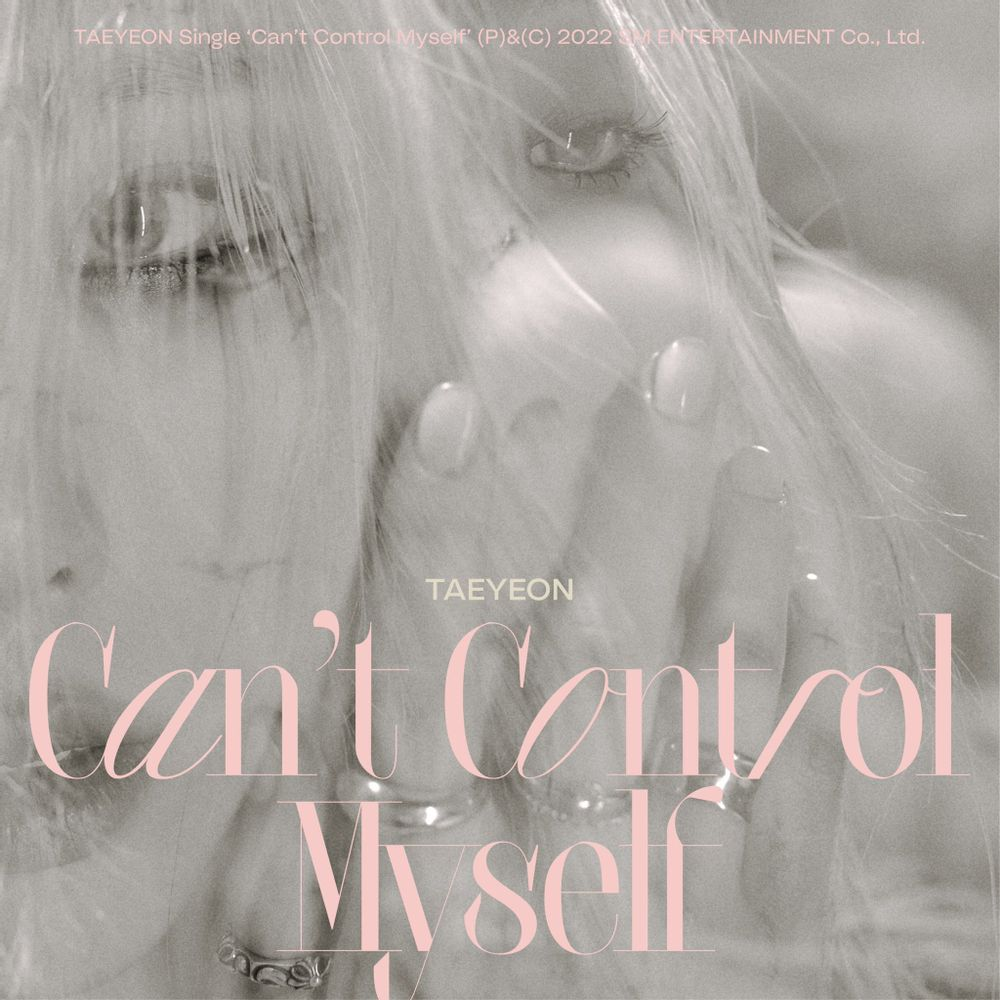 TAEYEON Single ‘Can’t Control Myself’ (P)&(C) 2022 SM ENTERTAINMENT Co., Ltd.
TAEYEON
Can’t Control
Myself